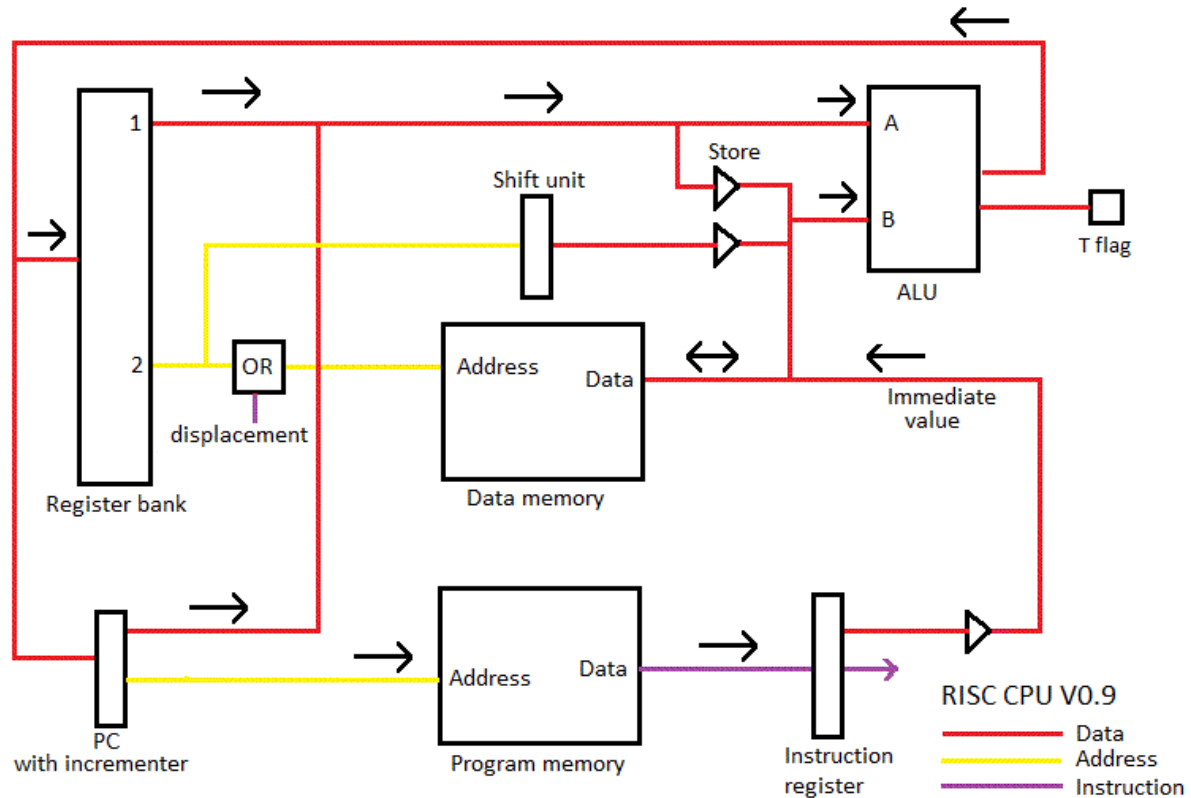 1
A
Store
Shift unit
B
T flag
ALU
2
OR
Address
Data
Immediate
value
displacement
Register bank
Data memory
Address
Data
RISC CPU V0.9
PC
with incrementer
Program memory
Instruction
register
Data
Address
Instruction